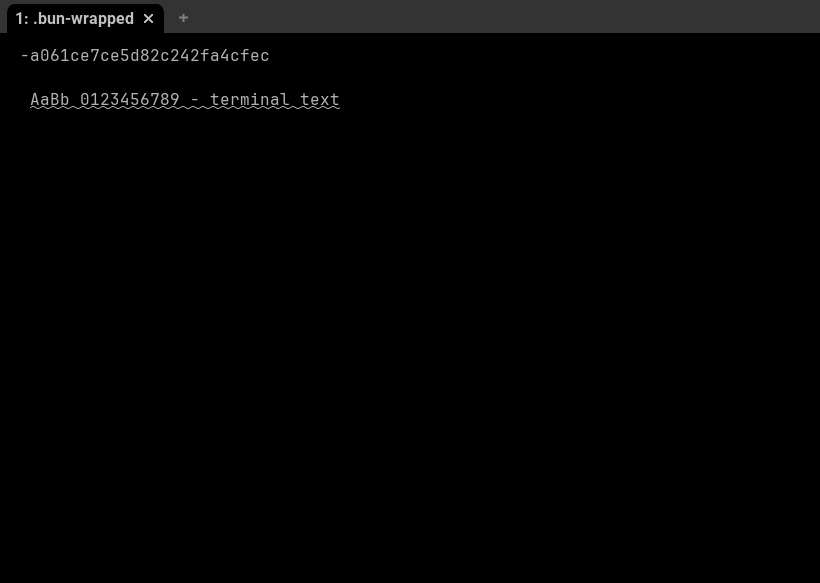 1: .bun-wrapped × +
-a061ce7ce5d82c242fa4cfec
AaBb 0123456789 - terminal text